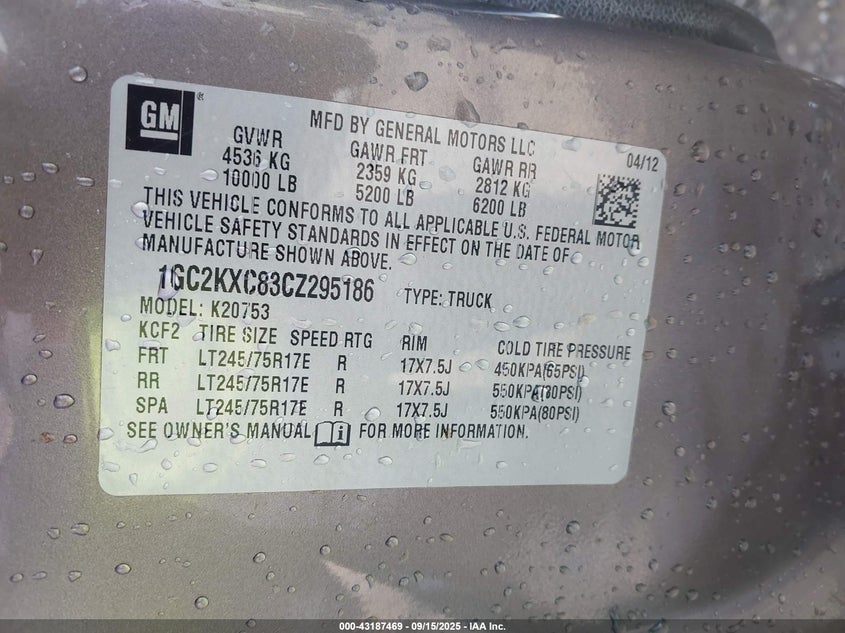 GM ®
MFD BY GENERAL MOTORS LLC 04/12
GVWR GAWR FRT GAWR RR
4536 KG 2359 KG 2812 KG
10000 LB 5200 LB 6200 LB
THIS VEHICLE CONFORMS TO ALL APPLICABLE U.S. FEDERAL MOTOR
VEHICLE SAFETY STANDARDS IN EFFECT ON THE DATE OF
MANUFACTURE SHOWN ABOVE.
1GC2KXC83CZ295186 TYPE: TRUCK
MODEL: K20753
KCF2 TIRE SIZE SPEED RTG RIM COLD TIRE PRESSURE
FRT LT245/75R17E R 17X7.5J 450KPA(65PSI)
RR LT245/75R17E R 17X7.5J 550KPA(80PSI)
SPA LT245/75R17E R 17X7.5J 550KPA(80PSI)
SEE OWNER'S MANUAL i FOR MORE INFORMATION.
000-43187469 - 09/15/2025 - IAA Inc.